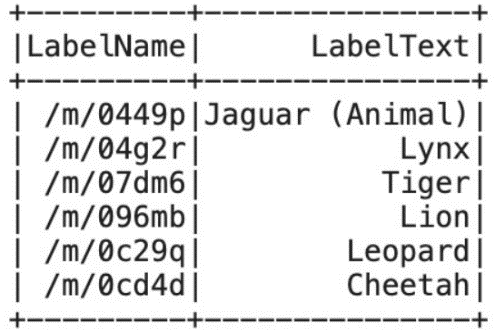 +---------+---------------+
|LabelName|      LabelText|
+---------+---------------+
| /m/0449p|Jaguar (Animal)|
| /m/04g2r|           Lynx|
| /m/07dm6|          Tiger|
| /m/096mb|           Lion|
| /m/0c29q|        Leopard|
| /m/0cd4d|        Cheetah|
+---------+---------------+